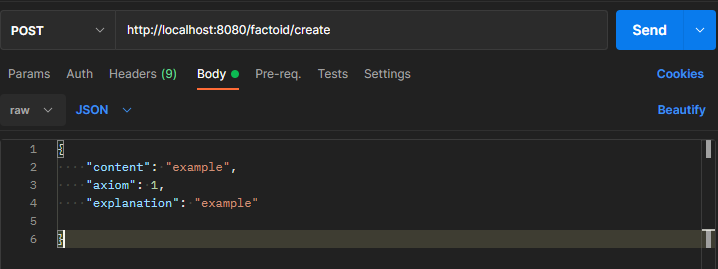 POST http://localhost:8080/factoid/create Send
Params Auth Headers (9) Body Pre-req. Tests Settings Cookies
raw JSON Beautify
1 {
2 "content": "example",
3 "axiom": 1,
4 "explanation": "example"
5
6 }